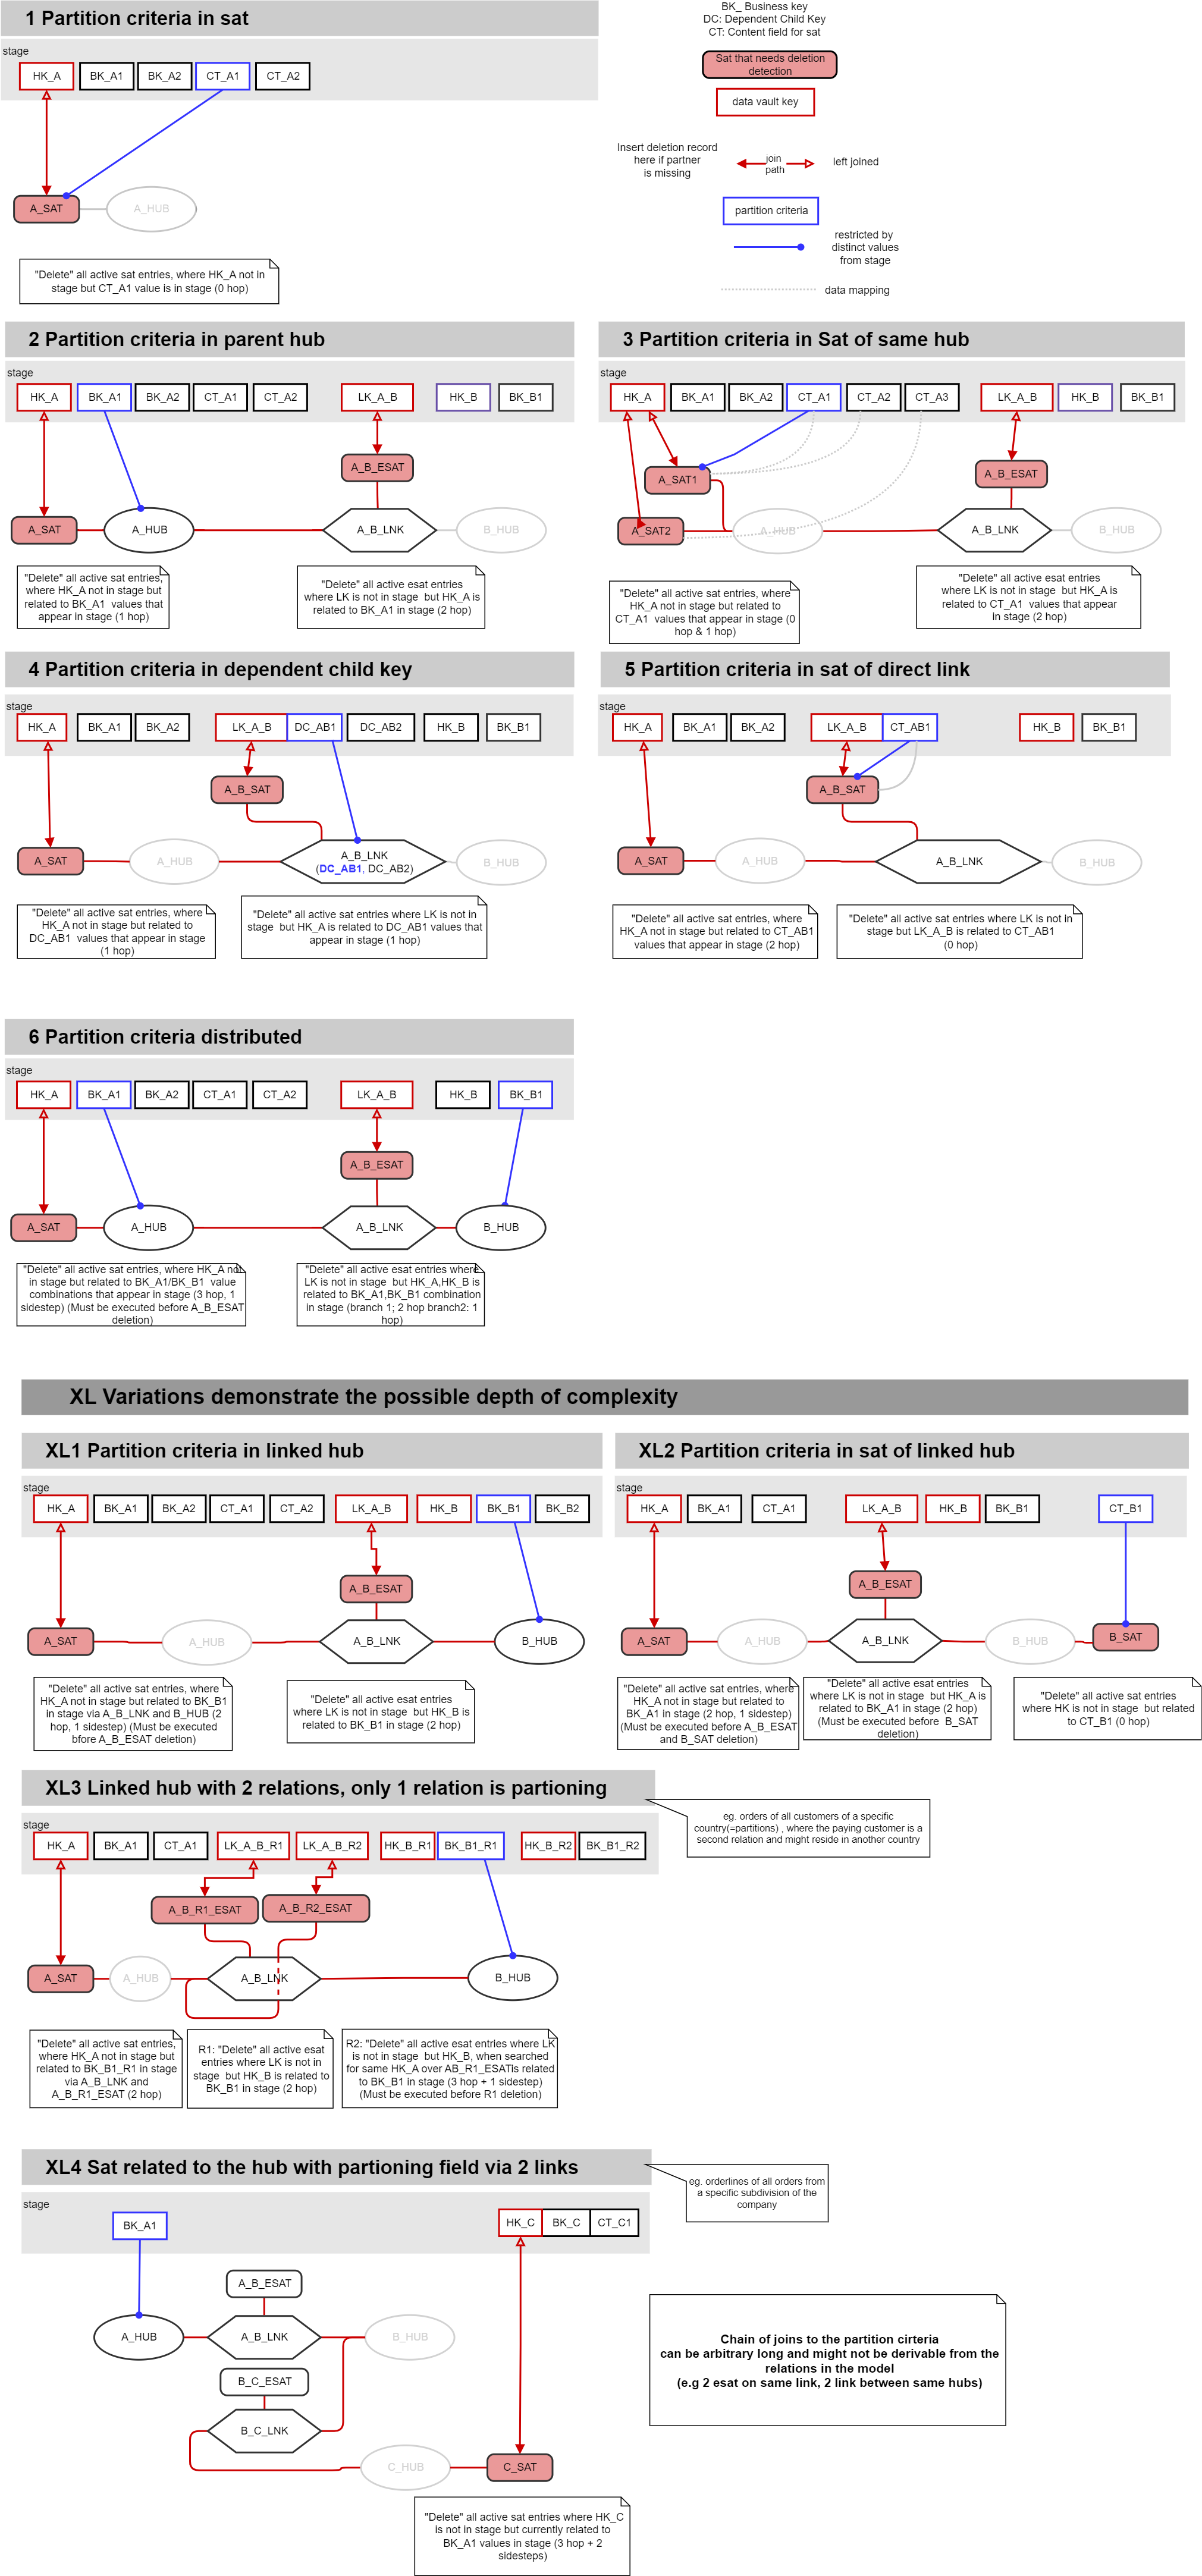 1 Partition criteria in sat
stage
HK_A
BK_A1
BK_A2
CT_A1
CT_A2
A_SAT
A_HUB
"Delete" all active sat entries, where HK_A not in
stage but CT_A1 value is in stage (0 hop)
BK_ Business key
DC: Dependent Child Key
CT: Content field for sat
Sat that needs deletion
detection
data vault key
Insert deletion record
here if partner
is missing
join
path
left joined
partition criteria
restricted by
distinct values
from stage
data mapping
2 Partition criteria in parent hub
stage
HK_A
BK_A1
BK_A2
CT_A1
CT_A2
LK_A_B
HK_B
BK_B1
A_B_ESAT
A_SAT
A_HUB
A_B_LNK
B_HUB
"Delete" all active sat entries,
where HK_A not in stage but
related to BK_A1  values that
appear in stage (1 hop)
"Delete" all active esat entries
where LK is not in stage  but HK_A is
related to BK_A1 in stage (2 hop)
3 Partition criteria in Sat of same hub
stage
HK_A
BK_A1
BK_A2
CT_A1
CT_A2
CT_A3
LK_A_B
HK_B
BK_B1
A_SAT1
A_B_ESAT
A_SAT2
A_HUB
A_B_LNK
B_HUB
"Delete" all active sat entries, where
HK_A not in stage but related to
CT_A1  values that appear in stage (0
hop & 1 hop)
"Delete" all active esat entries
where LK is not in stage  but HK_A is
related to CT_A1  values that appear
in stage (2 hop)
4 Partition criteria in dependent child key
stage
HK_A
BK_A1
BK_A2
LK_A_B
DC_AB1
DC_AB2
HK_B
BK_B1
A_B_SAT
A_SAT
A_HUB
A_B_LNK
(DC_AB1, DC_AB2)
B_HUB
"Delete" all active sat entries, where
HK_A not in stage but related to
DC_AB1  values that appear in stage
(1 hop)
"Delete" all active sat entries where LK is not in
stage  but HK_A is related to DC_AB1 values that
appear in stage (1 hop)
5 Partition criteria in sat of direct link
stage
HK_A
BK_A1
BK_A2
LK_A_B
CT_AB1
HK_B
BK_B1
A_B_SAT
A_SAT
A_HUB
A_B_LNK
B_HUB
"Delete" all active sat entries, where
HK_A not in stage but related to CT_AB1
values that appear in stage (2 hop)
"Delete" all active sat entries where LK is not in
stage but LK_A_B is related to CT_AB1
(0 hop)
6 Partition criteria distributed
stage
HK_A
BK_A1
BK_A2
CT_A1
CT_A2
LK_A_B
HK_B
BK_B1
A_B_ESAT
A_SAT
A_HUB
A_B_LNK
B_HUB
"Delete" all active sat entries, where HK_A not
in stage but related to BK_A1/BK_B1  value
combinations that appear in stage (3 hop, 1
sidestep) (Must be executed before A_B_ESAT
deletion)
"Delete" all active esat entries where
LK is not in stage  but HK_A,HK_B is
related to BK_A1,BK_B1 combination
in stage (branch 1; 2 hop branch2: 1
hop)
XL Variations demonstrate the possible depth of complexity
XL1 Partition criteria in linked hub
stage
HK_A
BK_A1
BK_A2
CT_A1
CT_A2
LK_A_B
HK_B
BK_B1
BK_B2
A_B_ESAT
A_SAT
A_HUB
A_B_LNK
B_HUB
"Delete" all active sat entries, where
HK_A not in stage but related to BK_B1
in stage via A_B_LNK and B_HUB (2
hop, 1 sidestep) (Must be executed
bfore A_B_ESAT deletion)
"Delete" all active esat entries
where LK is not in stage  but HK_B is
related to BK_B1 in stage (2 hop)
XL2 Partition criteria in sat of linked hub
stage
HK_A
BK_A1
CT_A1
LK_A_B
HK_B
BK_B1
CT_B1
A_B_ESAT
A_SAT
A_HUB
A_B_LNK
B_HUB
B_SAT
"Delete" all active sat entries, where
HK_A not in stage but related to
BK_A1 in stage (2 hop, 1 sidestep)
(Must be executed before A_B_ESAT
and B_SAT deletion)
"Delete" all active esat entries
where LK is not in stage  but HK_A is
related to BK_A1 in stage (2 hop)
(Must be executed before  B_SAT
deletion)
"Delete" all active sat entries
where HK is not in stage  but related
to CT_B1 (0 hop)
XL3 Linked hub with 2 relations, only 1 relation is partioning
eg. orders of all customers of a specific
country(=partitions) , where the paying customer is a
second relation and might reside in another country
stage
HK_A
BK_A1
CT_A1
LK_A_B_R1
LK_A_B_R2
HK_B_R1
BK_B1_R1
HK_B_R2
BK_B1_R2
A_B_R1_ESAT
A_B_R2_ESAT
A_SAT
A_HUB
A_B_LNK
B_HUB
"Delete" all active sat entries,
where HK_A not in stage but
related to BK_B1_R1 in stage
via A_B_LNK and
A_B_R1_ESAT (2 hop)
R1: "Delete" all active esat
entries where LK is not in
stage  but HK_B is related to
BK_B1 in stage (2 hop)
R2: "Delete" all active esat entries where LK
is not in stage  but HK_B, when searched
for same HK_A over AB_R1_ESATis related
to BK_B1 in stage (3 hop + 1 sidestep)
(Must be executed before R1 deletion)
XL4 Sat related to the hub with partioning field via 2 links
eg. orderlines of all orders from
a specific subdivision of the
company
stage
BK_A1
HK_C
BK_C
CT_C1
A_B_ESAT
A_HUB
A_B_LNK
B_HUB
B_C_ESAT
B_C_LNK
C_HUB
C_SAT
Chain of joins to the partition cirteria
can be arbitrary long and might not be derivable from the
relations in the model
(e.g 2 esat on same link, 2 link between same hubs)
"Delete" all active sat entries where HK_C
is not in stage but currently related to
BK_A1 values in stage (3 hop + 2
sidesteps)